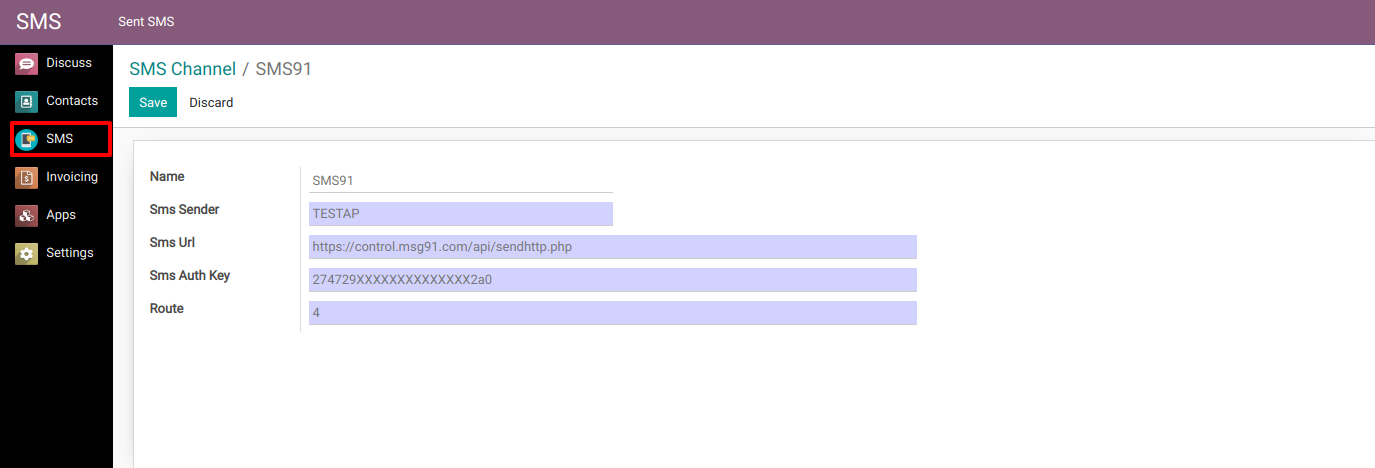 SMS Sent SMS
Discuss
Contacts
SMS
Invoicing
Apps
Settings
SMS Channel / SMS91
Save Discard
Name SMS91
Sms Sender TESTAP
Sms Url https://control.msg91.com/api/sendhttp.php
Sms Auth Key 274729XXXXXXXXXXXXXX2a0
Route 4